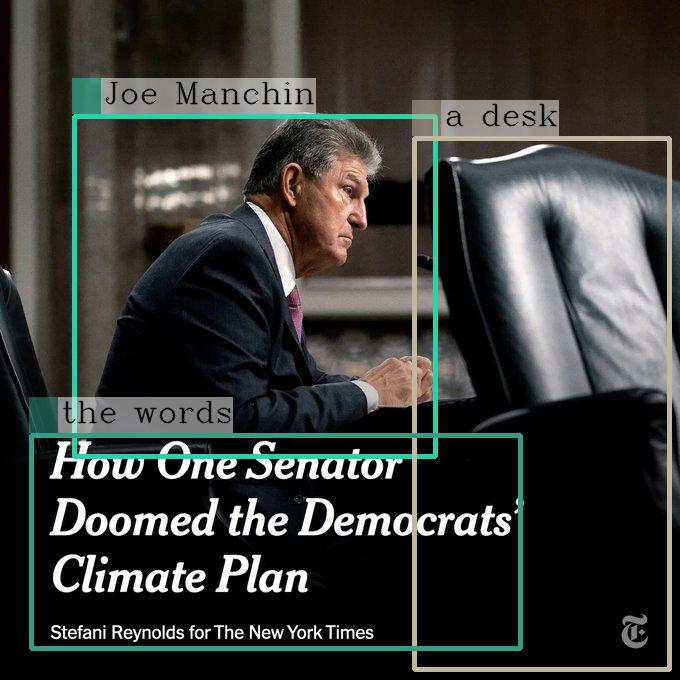 Joe Manchin
a desk
the words
How One Senator
Doomed the Democrats'
Climate Plan
Stefani Reynolds for The New York Times
T